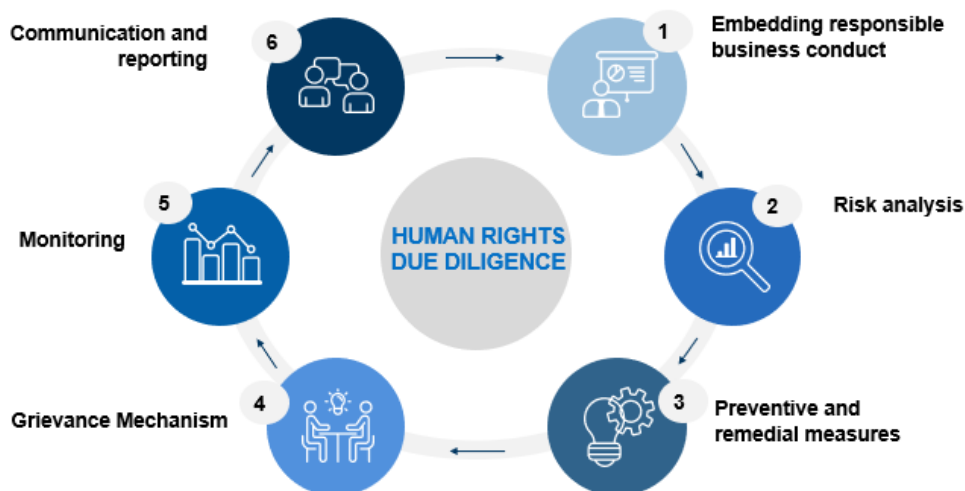 HUMAN RIGHTS
DUE DILIGENCE
1
Embedding responsible
business conduct
2
Risk analysis
3
Preventive and
remedial measures
4
Grievance Mechanism
5
Monitoring
6
Communication and
reporting